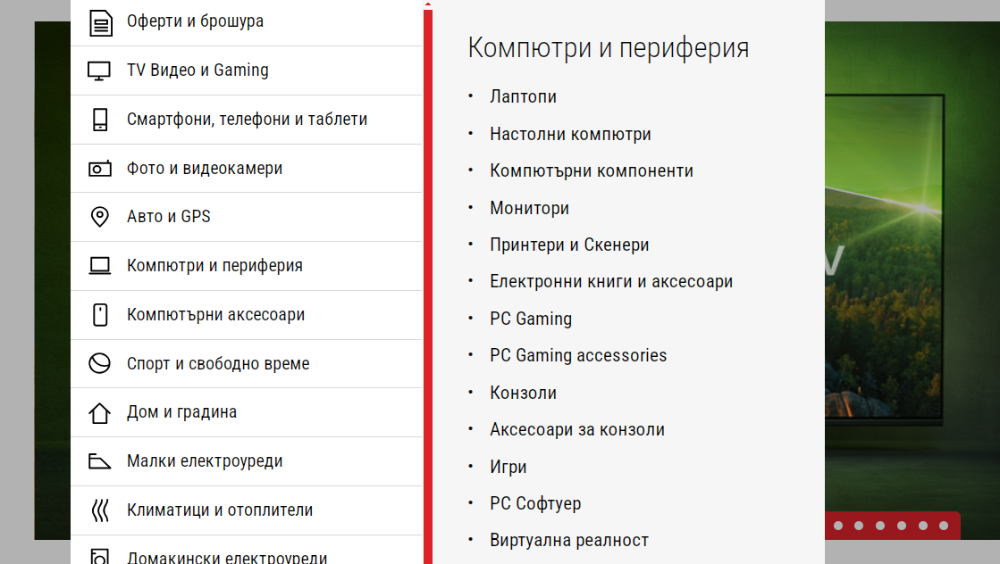 Оферти и брошура
TV Видео и Gaming
Смартфони, телефони и таблети
Фото и видеокамери
Авто и GPS
Компютри и периферия
Компютърни аксесоари
Спорт и свободно време
Дом и градина
Малки електроуреди
Климатици и отоплители
Домакински електроуреди
Компютри и периферия
• Лаптопи
• Настолни компютри
• Компютърни компоненти
• Монитори
• Принтери и Скенери
• Електронни книги и аксесоари
• PC Gaming
• PC Gaming accessories
• Конзоли
• Аксесоари за конзоли
• Игри
• PC Софтуер
• Виртуална реалност